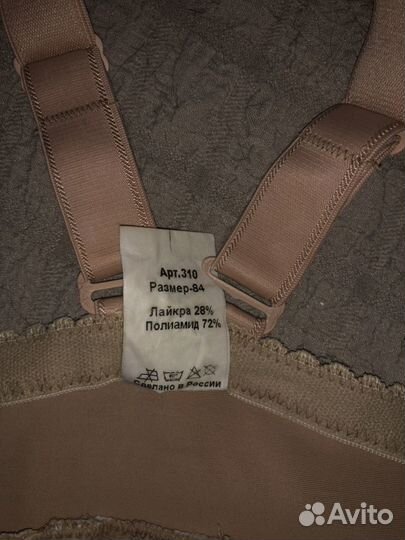 Арт.310
Размер-84
Лайкра 28%
Полиамид 72%
Сделано в России
Avito